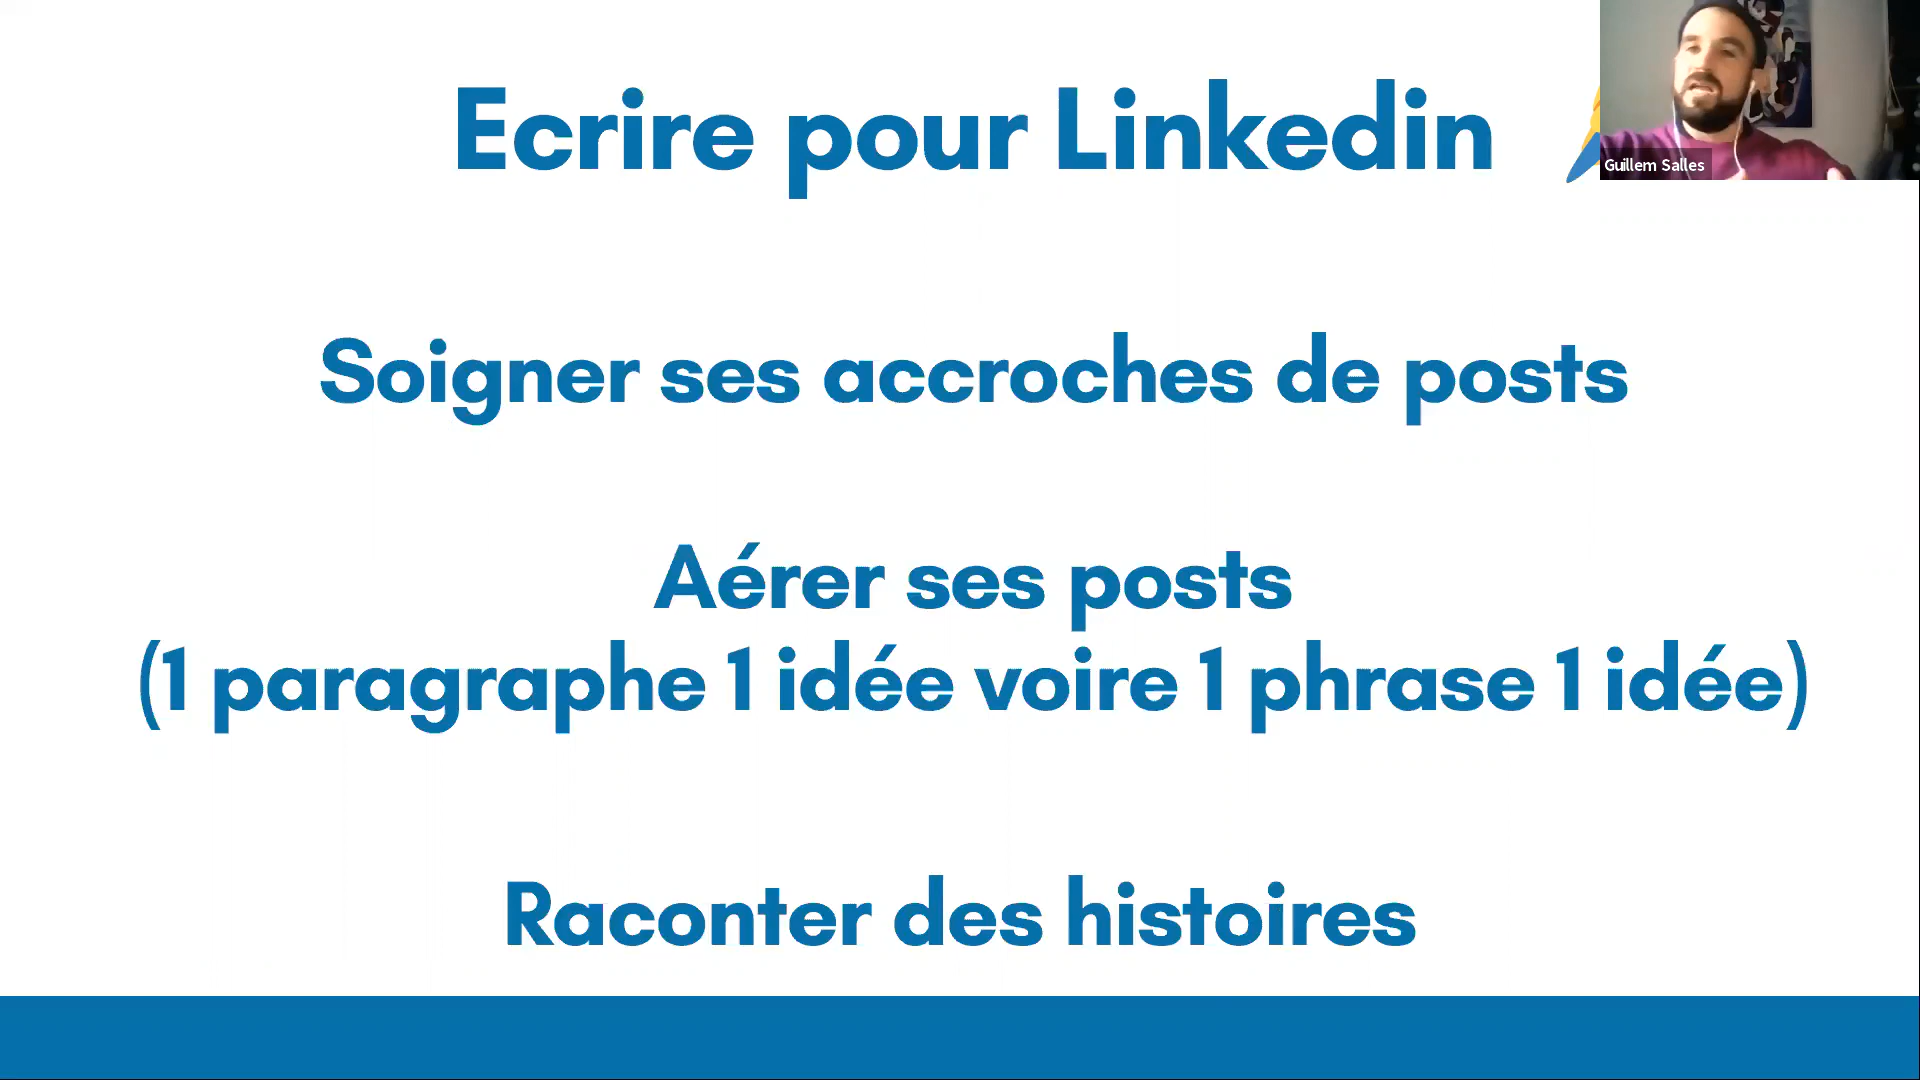 Ecrire pour Linkedin
Guillem Salles
Soigner ses accroches de posts
Aérer ses posts
(1 paragraphe 1 idée voire 1 phrase 1 idée)
Raconter des histoires